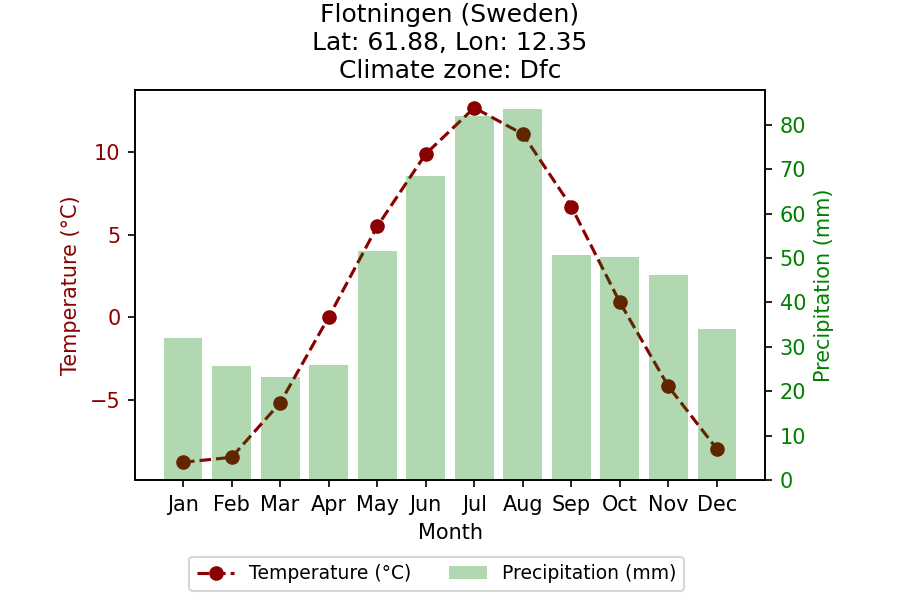 Flotningen (Sweden)
Lat: 61.88, Lon: 12.35
Climate zone: Dfc
Temperature (°C)
10
5
0
−5
80
70
60
50
40
30
20
10
0
Precipitation (mm)
Jan Feb Mar Apr May Jun Jul Aug Sep Oct Nov Dec
Month
Temperature (°C) Precipitation (mm)